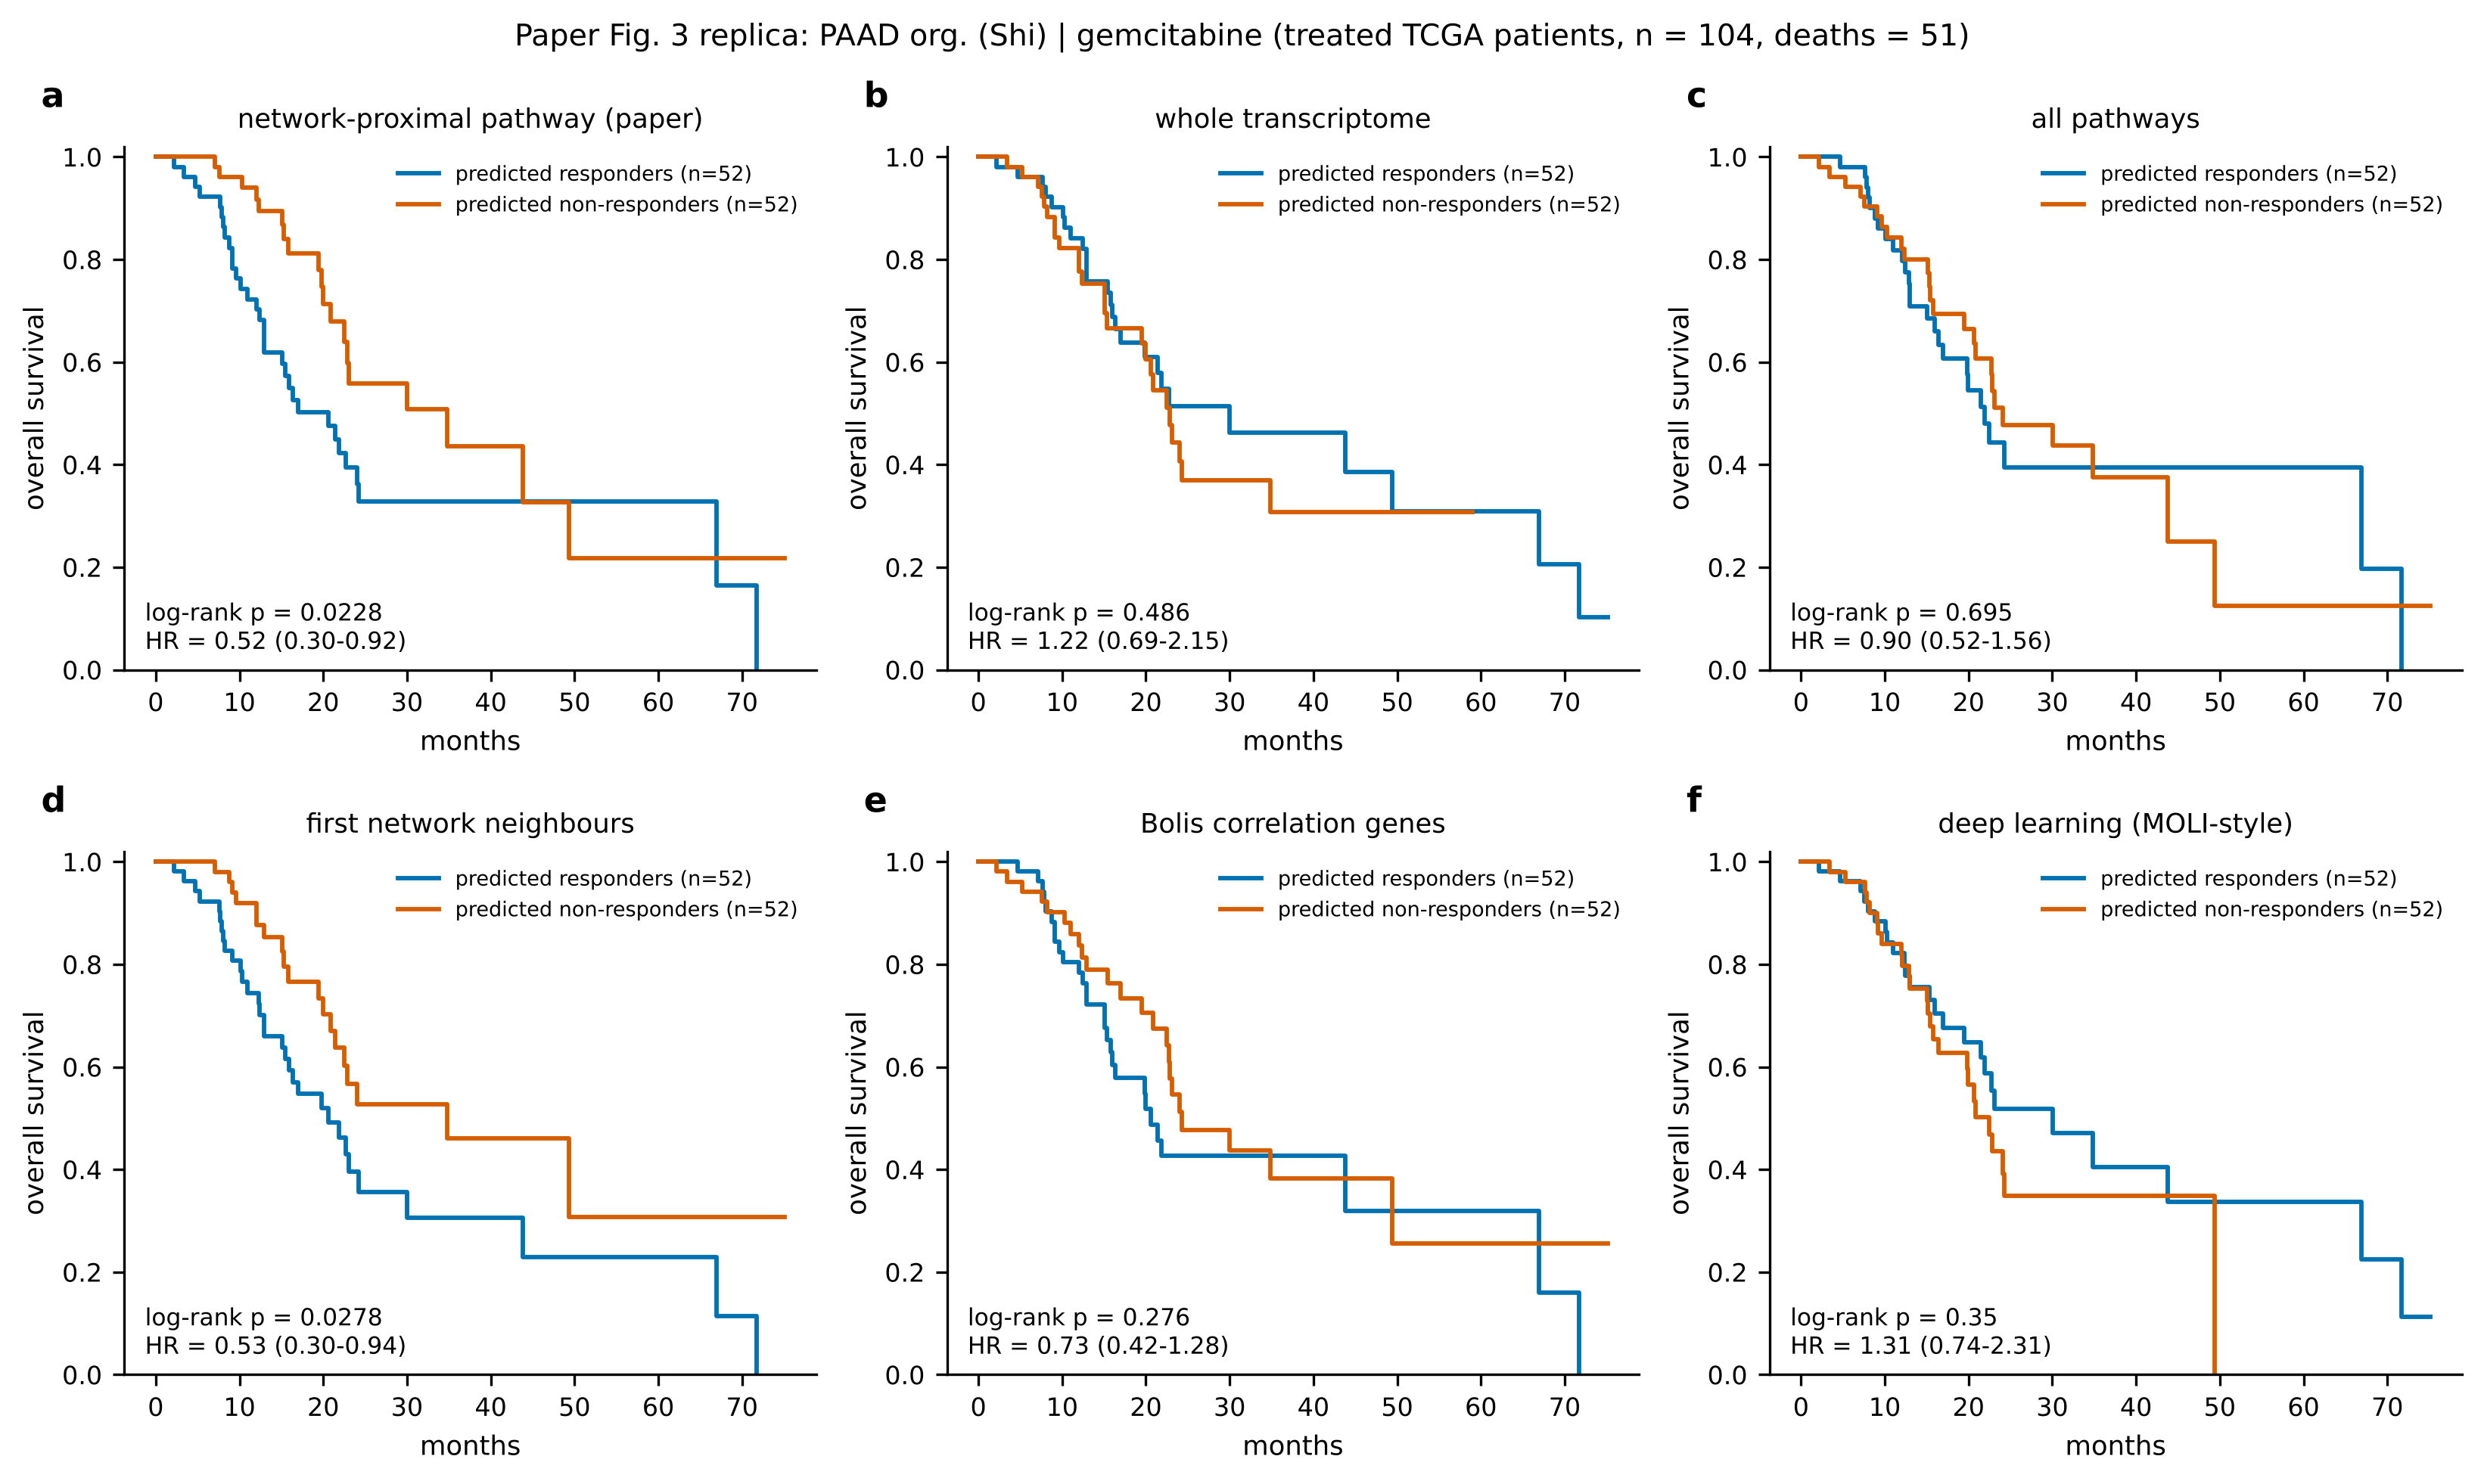 Paper Fig. 3 replica: PAAD org. (Shi) | gemcitabine (treated TCGA patients, n = 104, deaths = 51)
a
network-proximal pathway (paper)
predicted responders (n=52)
predicted non-responders (n=52)
overall survival
1.0
0.8
0.6
0.4
0.2
0.0
log-rank p = 0.0228
HR = 0.52 (0.30-0.92)
0 10 20 30 40 50 60 70
months
b
whole transcriptome
predicted responders (n=52)
predicted non-responders (n=52)
overall survival
1.0
0.8
0.6
0.4
0.2
0.0
log-rank p = 0.486
HR = 1.22 (0.69-2.15)
0 10 20 30 40 50 60 70
months
c
all pathways
predicted responders (n=52)
predicted non-responders (n=52)
overall survival
1.0
0.8
0.6
0.4
0.2
0.0
log-rank p = 0.695
HR = 0.90 (0.52-1.56)
0 10 20 30 40 50 60 70
months
d
first network neighbours
predicted responders (n=52)
predicted non-responders (n=52)
overall survival
1.0
0.8
0.6
0.4
0.2
0.0
log-rank p = 0.0278
HR = 0.53 (0.30-0.94)
0 10 20 30 40 50 60 70
months
e
Bolis correlation genes
predicted responders (n=52)
predicted non-responders (n=52)
overall survival
1.0
0.8
0.6
0.4
0.2
0.0
log-rank p = 0.276
HR = 0.73 (0.42-1.28)
0 10 20 30 40 50 60 70
months
f
deep learning (MOLI-style)
predicted responders (n=52)
predicted non-responders (n=52)
overall survival
1.0
0.8
0.6
0.4
0.2
0.0
log-rank p = 0.35
HR = 1.31 (0.74-2.31)
0 10 20 30 40 50 60 70
months